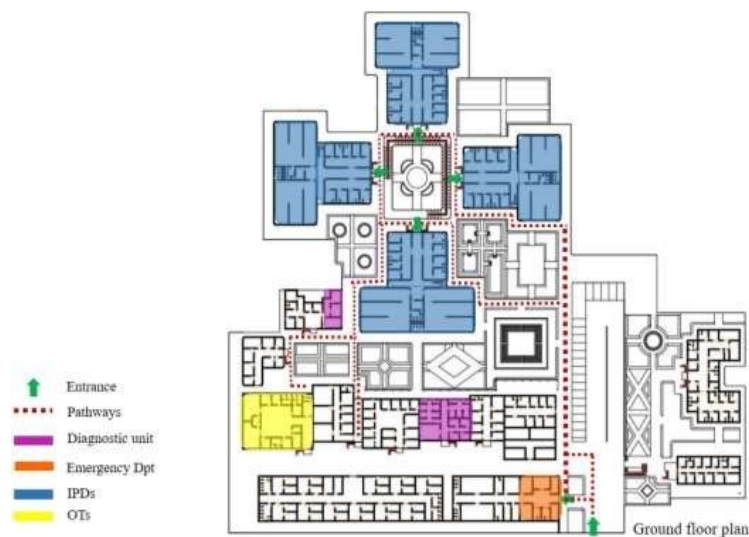 Entrance
Pathways
Diagnostic unit
Emergency Dpt
IPDs
OTs
Ground floor plan